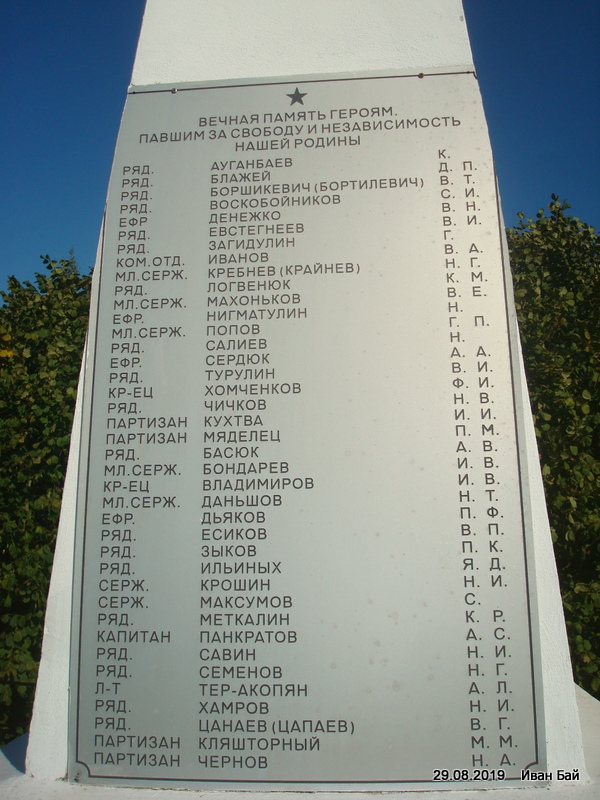 ВЕЧНАЯ ПАМЯТЬ ГЕРОЯМ.
ПАВШИМ ЗА СВОБОДУ И НЕЗАВИСИМОСТЬ
НАШЕЙ РОДИНЫ
РЯД. АУГАНБАЕВ К.
РЯД. БЛАЖЕЙ Д. П.
РЯД. БОРШИКЕВИЧ (БОРТИЛЕВИЧ) В. Т.
РЯД. ВОСКОБОЙНИКОВ С. И.
ЕФР ДЕНЕЖКО В. Н.
РЯД. ЕВСТЕГНЕЕВ В. И.
РЯД. ЗАГИДУЛИН Г.
КОМ.ОТД. ИВАНОВ В. А.
МЛ.СЕРЖ. КРЕБНЕВ (КРАЙНЕВ) Н. Г.
РЯД. ЛОГВЕНЮК К. М.
МЛ.СЕРЖ. МАХОНЬКОВ В. Е.
ЕФР. НИГМАТУЛИН Н.
МЛ.СЕРЖ. ПОПОВ Г. П.
РЯД. САЛИЕВ Н.
ЕФР. СЕРДЮК А. А.
РЯД. ТУРУЛИН В. И.
КР-ЕЦ ХОМЧЕНКОВ Ф. И.
РЯД. ЧИЧКОВ Н. В.
ПАРТИЗАН КУХТВА И. И.
ПАРТИЗАН МЯДЕЛЕЦ П. М.
РЯД. БАСЮК А. В.
МЛ.СЕРЖ. БОНДАРЕВ И. В.
КР-ЕЦ ВЛАДИМИРОВ И. В.
МЛ.СЕРЖ. ДАНЬШОВ Н. Т.
ЕФР. ДЬЯКОВ П. Ф.
РЯД. ЕСИКОВ В. П.
РЯД. ЗЫКОВ П. К.
РЯД. ИЛЬИНЫХ Я. Д.
СЕРЖ. КРОШИН Н. И.
СЕРЖ. МАКСУМОВ С.
РЯД. МЕТКАЛИН К. Р.
КАПИТАН ПАНКРАТОВ А. С.
РЯД. САВИН Н. И.
РЯД. СЕМЕНОВ Н. Г.
Л-Т ТЕР-АКОПЯН А. Л.
РЯД. ХАМРОВ Н. И.
РЯД. ЦАНАЕВ (ЦАПАЕВ) В. Г.
ПАРТИЗАН КЛЯШТОРНЫЙ М. М.
ПАРТИЗАН ЧЕРНОВ Н. А.
29.08.2019 Иван Бай